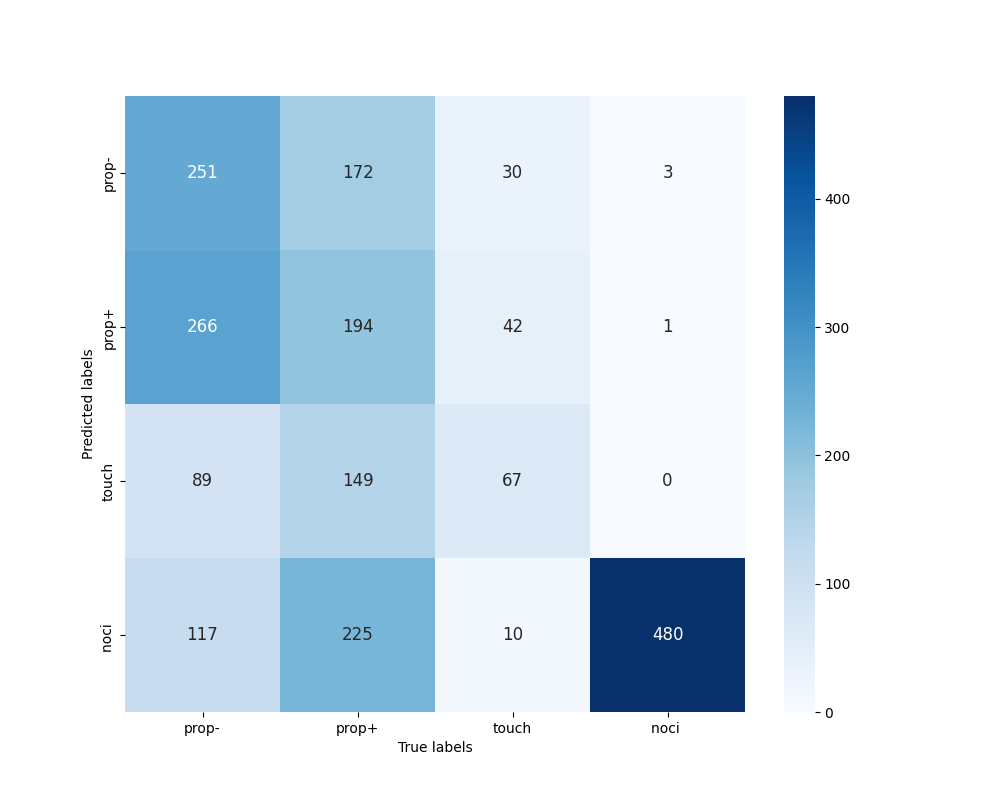 prop- 251 172 30 3
prop+ 266 194 42 1
touch 89 149 67 0
noci 117 225 10 480
prop- prop+ touch noci
True labels
Predicted labels
400
300
200
100
0